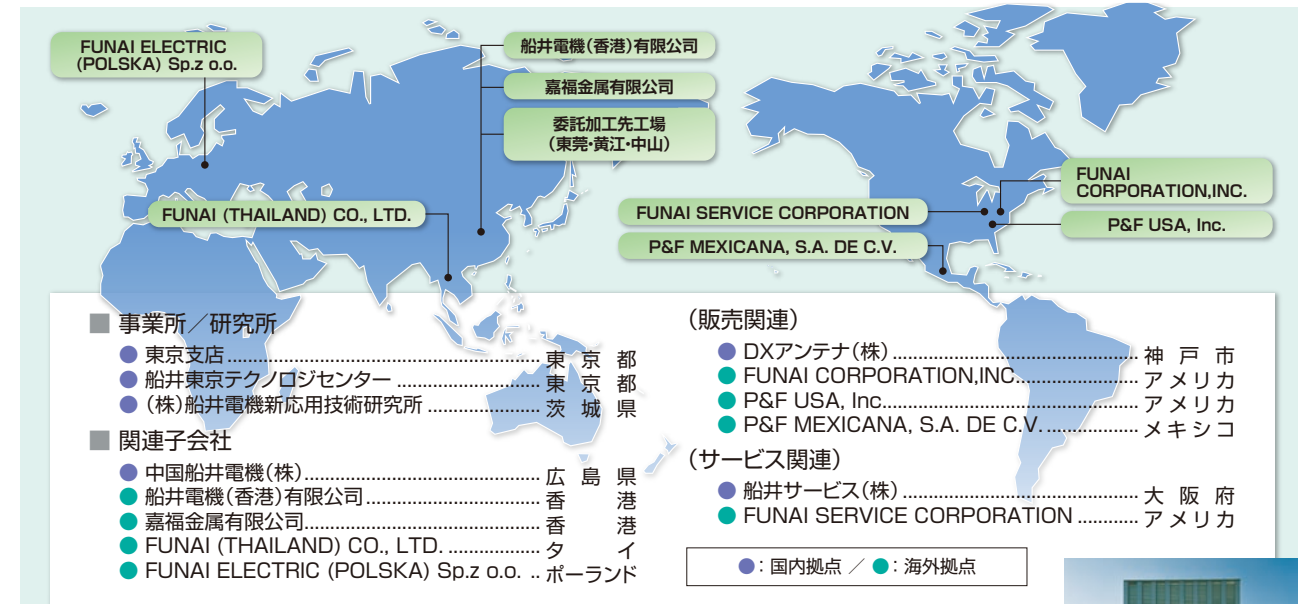 FUNAI ELECTRIC
(POLSKA) Sp.z o.o.
船井電機(香港)有限公司
嘉福金属有限公司
委託加工先工場
(東莞・黄江・中山)
FUNAI (THAILAND) CO., LTD.
FUNAI
CORPORATION,INC.
FUNAI SERVICE CORPORATION
P&F USA, Inc.
P&F MEXICANA, S.A. DE C.V.
■ 事業所/研究所
● 東京支店 ........ 東京都
● 船井東京テクノロジセンター ........ 東京都
● (株)船井電機新応用技術研究所 ........ 茨城県
■ 関連子会社
● 中国船井電機(株) ........ 広島県
● 船井電機(香港)有限公司 ........ 香港
● 嘉福金属有限公司 ........ 香港
● FUNAI (THAILAND) CO., LTD. ........ タイ
● FUNAI ELECTRIC (POLSKA) Sp.z o.o. .. ポーランド
(販売関連)
● DXアンテナ(株) ........ 神戸市
● FUNAI CORPORATION,INC. ........ アメリカ
● P&F USA, Inc. ........ アメリカ
● P&F MEXICANA, S.A. DE C.V. ........ メキシコ
(サービス関連)
● 船井サービス(株) ........ 大阪府
● FUNAI SERVICE CORPORATION ........ アメリカ
●:国内拠点 / ●:海外拠点